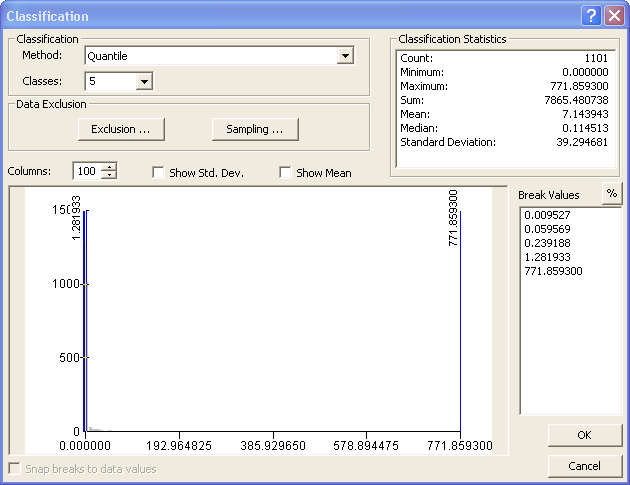 Classification
Classification
Method: Quantile
Classes: 5
Data Exclusion
Exclusion ...
Sampling ...
Classification Statistics
Count: 1101
Minimum: 0.000000
Maximum: 771.859300
Sum: 7865.480738
Mean: 7.143943
Median: 0.114513
Standard Deviation: 39.294681
Columns: 100 Show Std. Dev. Show Mean
Break Values %
0.009527
0.059569
0.239188
1.281933
771.859300
1.281933
771.859300
1500
1000
500
0
0.000000 192.964825 385.929650 578.894475 771.859300
Snap breaks to data values
OK
Cancel